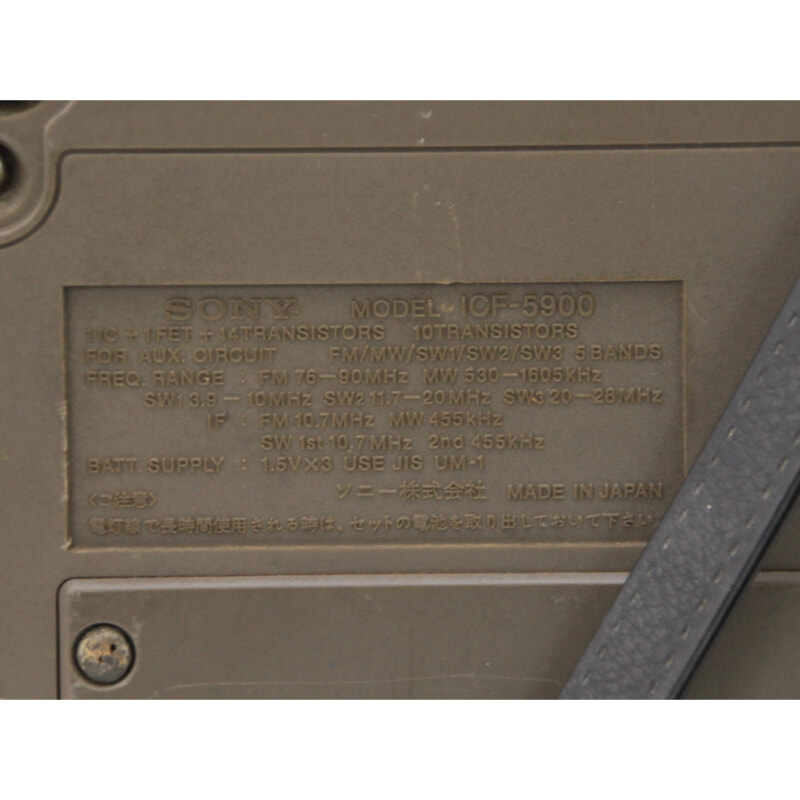 SONY. MODEL ICF-5900
1IC + 1FET + 14TRANSISTORS 10TRANSISTORS
FOR AUX. CIRCUIT FM/MW/SW1/SW2/SW3 5 BANDS
FREQ. RANGE : FM 76-90MHz MW 530-1605kHz
SW1 3.9-10MHz SW2 11.7-20MHz SW3 20-28MHz
IF : FM 10.7MHz MW 455kHz
SW 1st 10.7MHz 2nd 455kHz
BATT. SUPPLY : 1.5V×3 USE JIS UM-1
ソニー株式会社 MADE IN JAPAN
〈ご注意〉
電灯線で長時間使用される時は、セットの電池を取り出しておいて下さい。